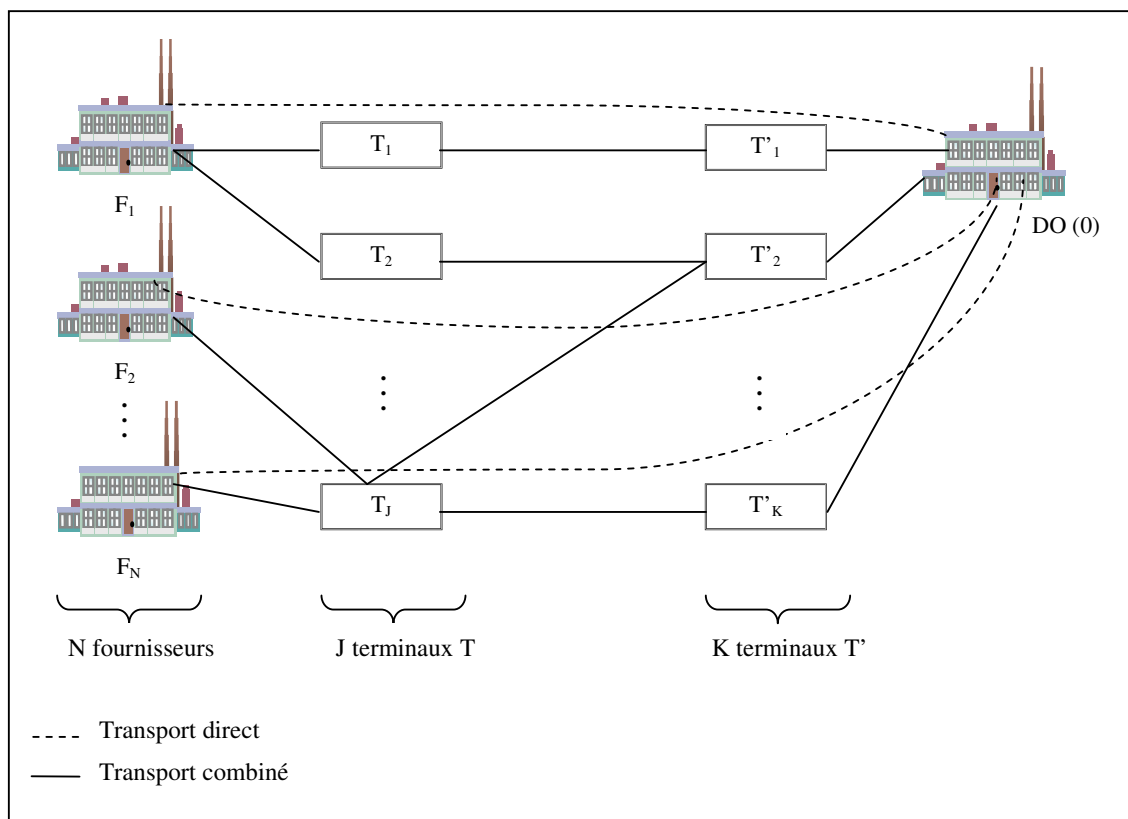 T1 T'1
F1 DO (0)
T2 T'2
F2
TJ T'K
FN
N fournisseurs J terminaux T K terminaux T'
Transport direct
Transport combiné